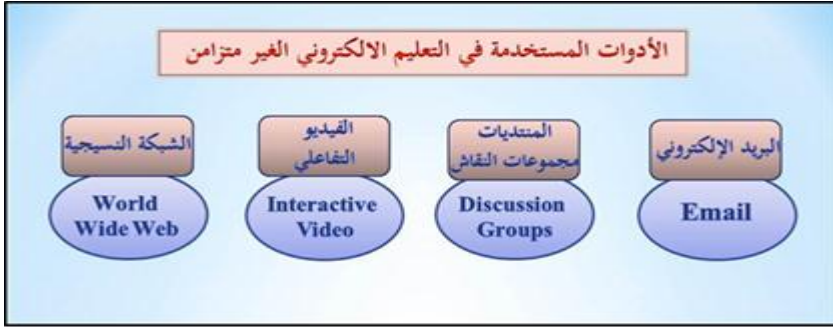 الأدوات المستخدمة في التعليم الالكتروني الغير متزامن
البريد الإلكتروني
Email
المنتديات
مجموعات النقاش
Discussion
Groups
الفيديو
التفاعلي
Interactive
Video
الشبكة النسيجية
World
Wide Web